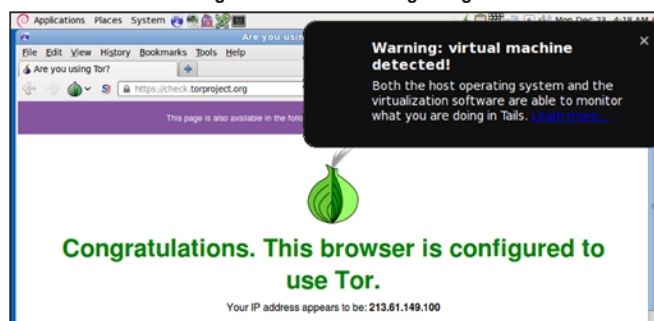 Applications Places System Mon Dec 23, 4:18 AM
Are you usin
File Edit View History Bookmarks Tools Help
Are you using Tor?
https://check.torproject.org
This page is also available in the follo
Warning: virtual machine
detected!
Both the host operating system and the
virtualization software are able to monitor
what you are doing in Tails. Learn more...
Congratulations. This browser is configured to
use Tor.
Your IP address appears to be: 213.61.149.100